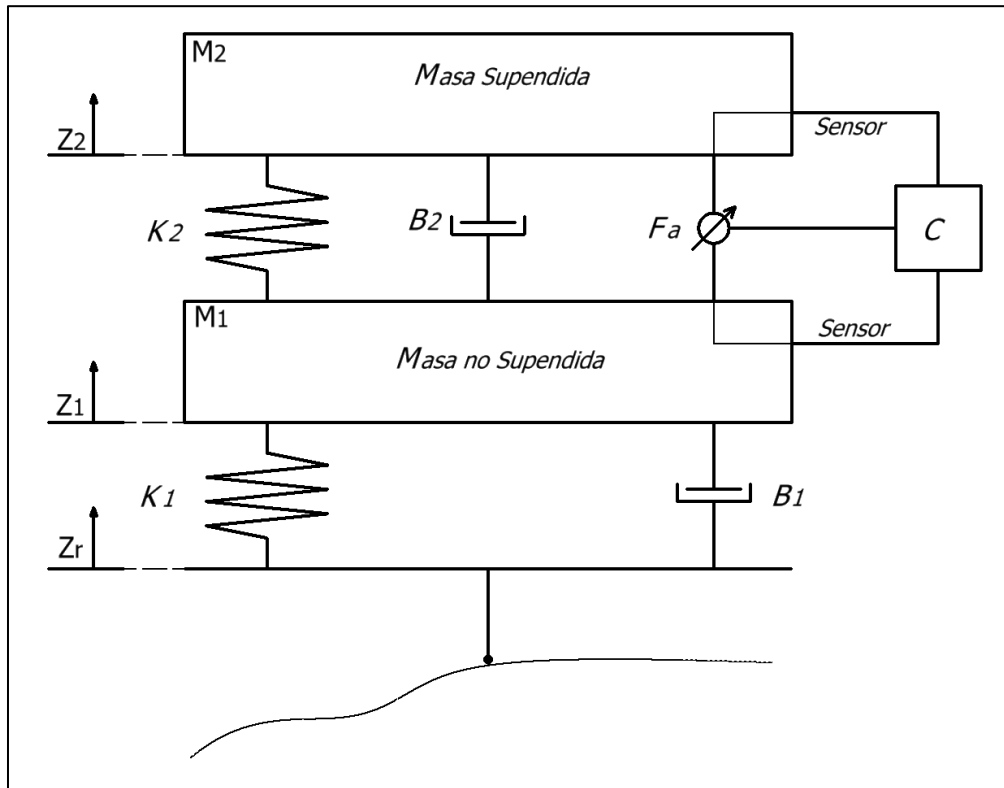 M2
Masa Supendida
Sensor
Z2
K2
B2
Fa
C
M1
Masa no Supendida
Sensor
Z1
K1
B1
Zr